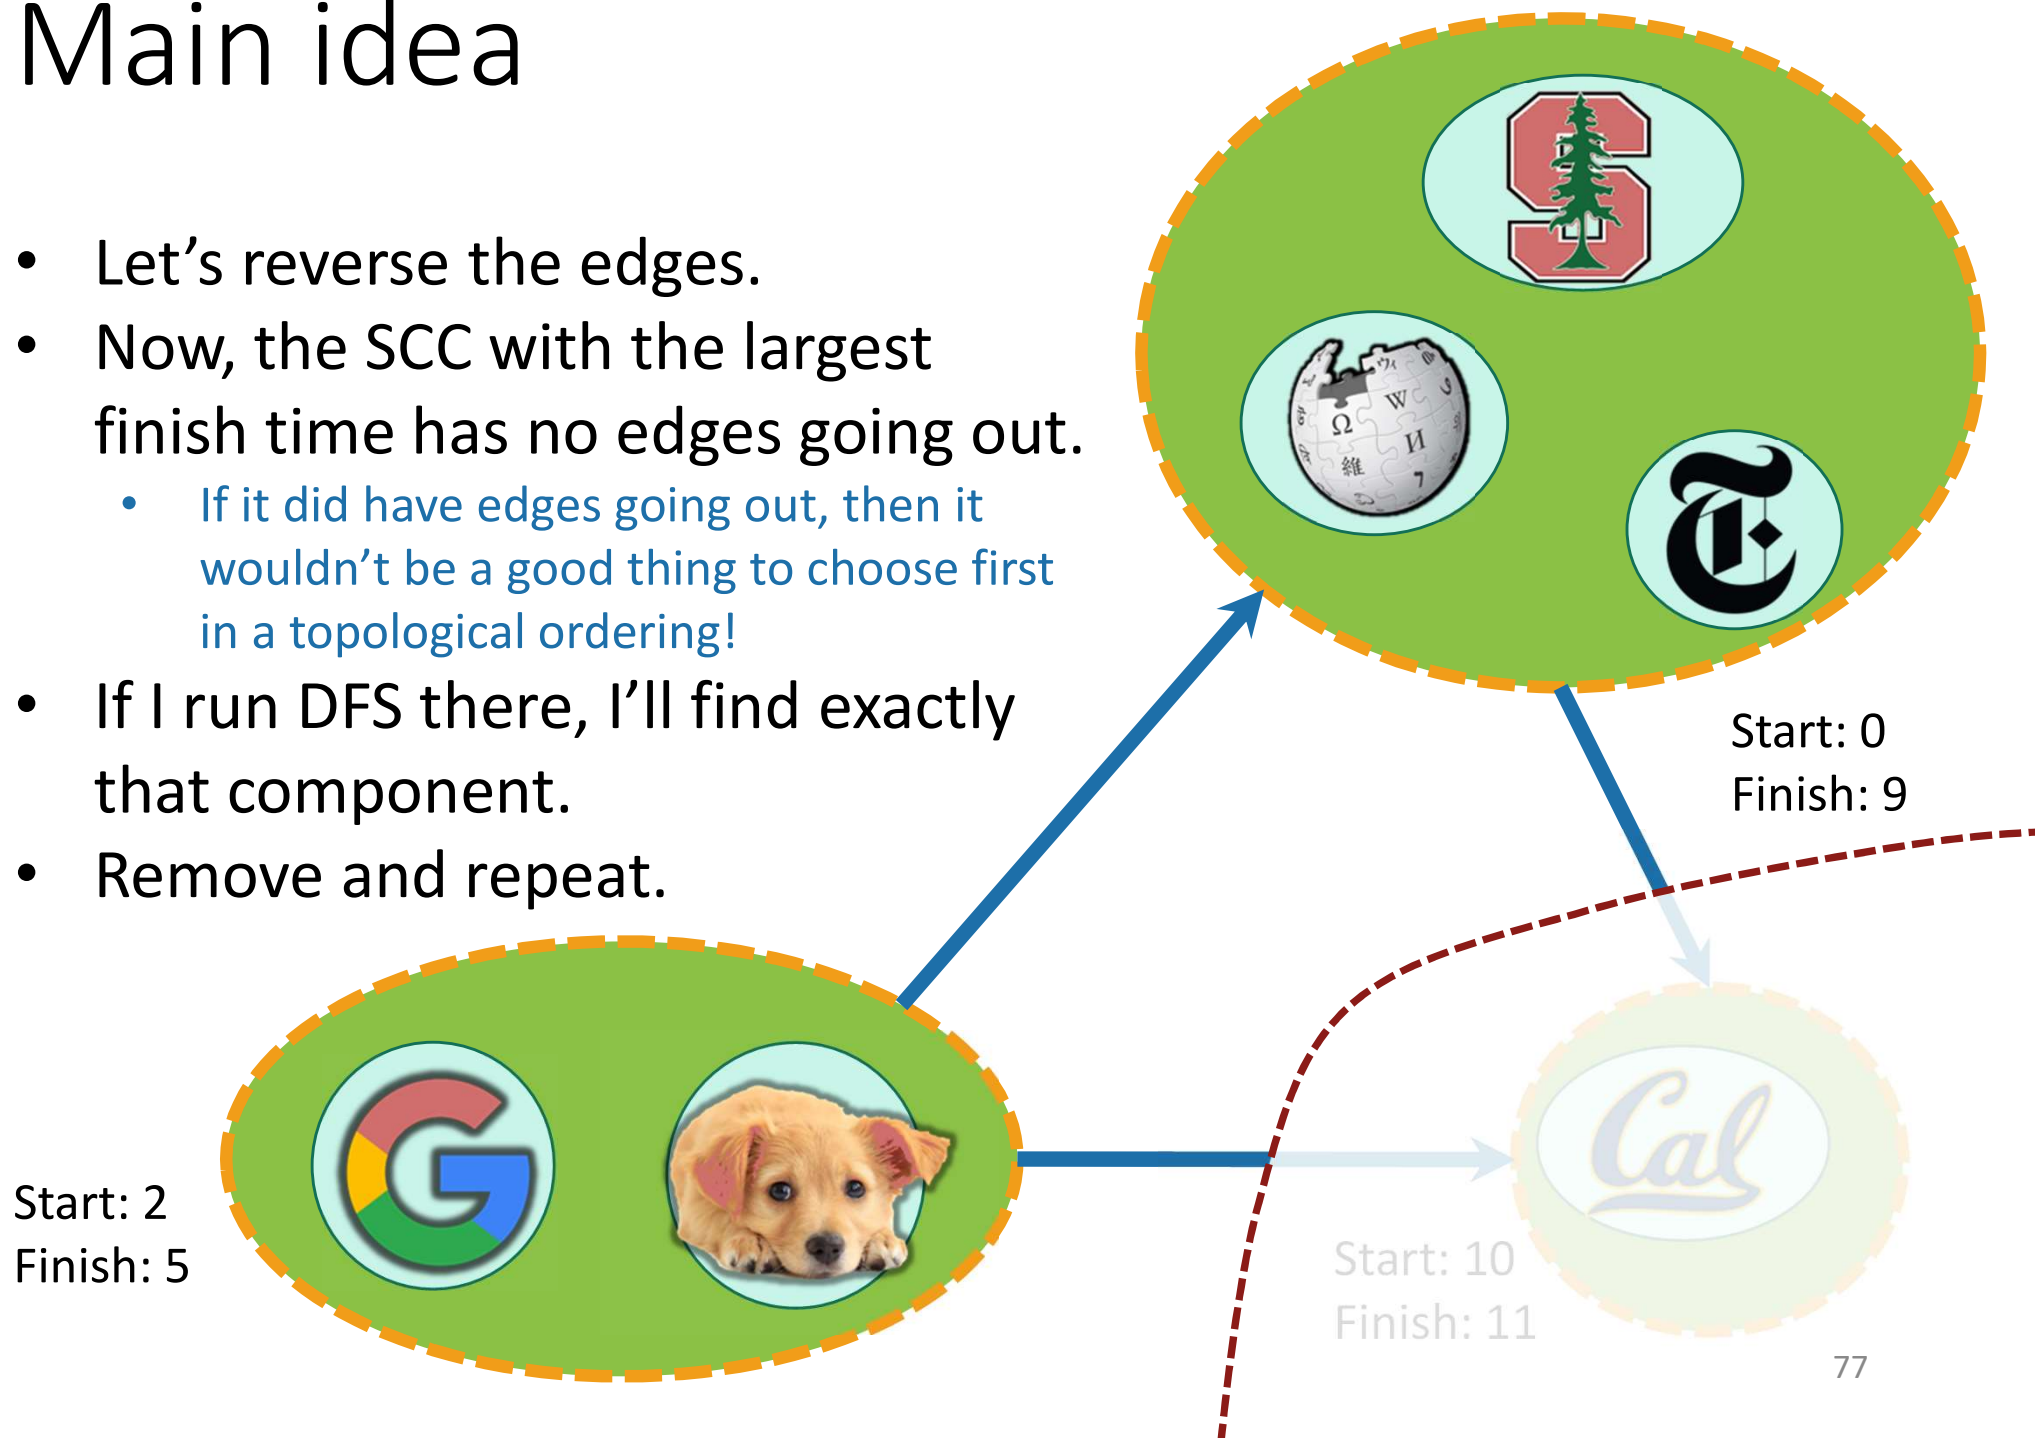 Main idea
• Let’s reverse the edges.
• Now, the SCC with the largest
finish time has no edges going out.
• If it did have edges going out, then it
wouldn’t be a good thing to choose first
in a topological ordering!
• If I run DFS there, I’ll find exactly
that component.
• Remove and repeat.
Ω
W
И
維
7
Start: 0
Finish: 9
Start: 2
Finish: 5
Cal
Start: 10
Finish: 11
77